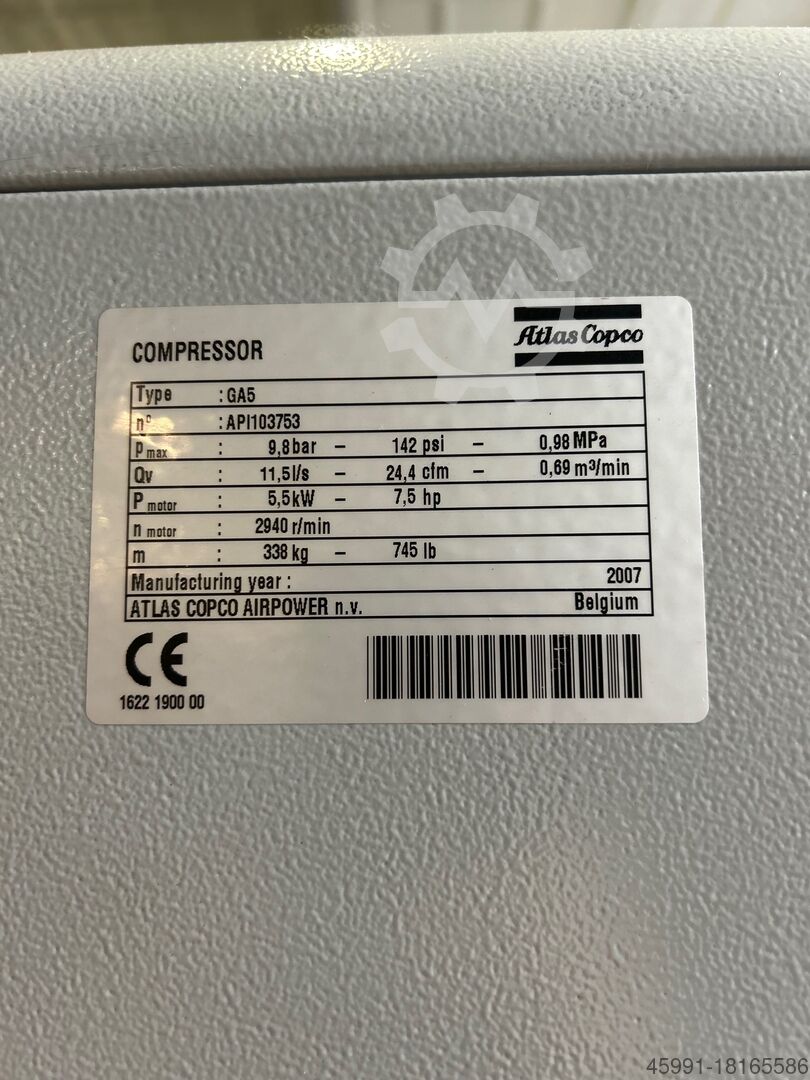 Atlas Copco
COMPRESSOR
Type : GA5
n° : API103753
Pmax : 9,8 bar – 142 psi – 0,98 MPa
Qv : 11,5 l/s – 24,4 cfm – 0,69 m³/min
P motor : 5,5 kW – 7,5 hp
n motor : 2940 r/min
m : 338 kg – 745 lb
Manufacturing year : 2007
ATLAS COPCO AIRPOWER n.v. Belgium
CE
1622 1900 00
45991-18165586